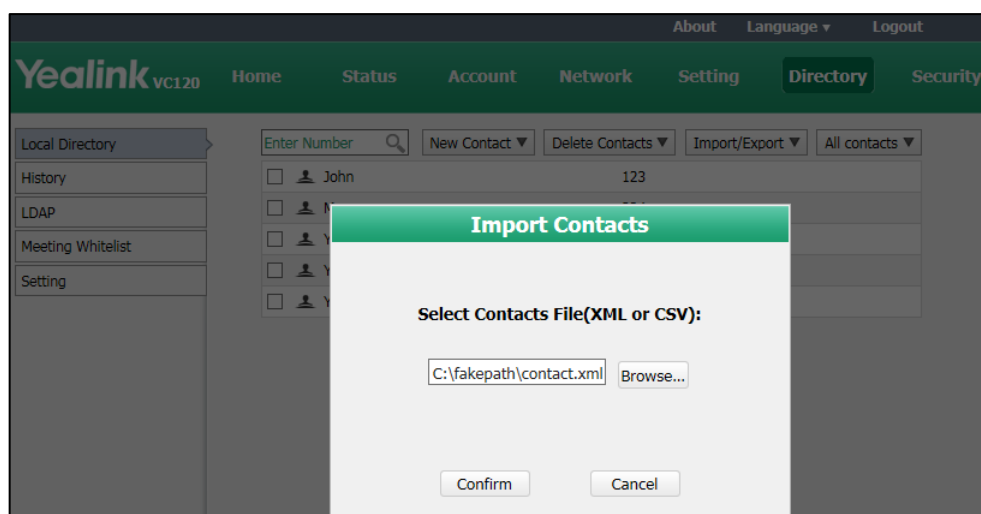 About Language ▾ Logout
Yealink VC120 Home Status Account Network Setting Directory Security
Local Directory
Enter Number New Contact ▼ Delete Contacts ▼ Import/Export ▼ All contacts ▼
History
John 123
LDAP
Import Contacts
Meeting Whitelist
Setting
Select Contacts File(XML or CSV):
C:\fakepath\contact.xml Browse...
Confirm Cancel